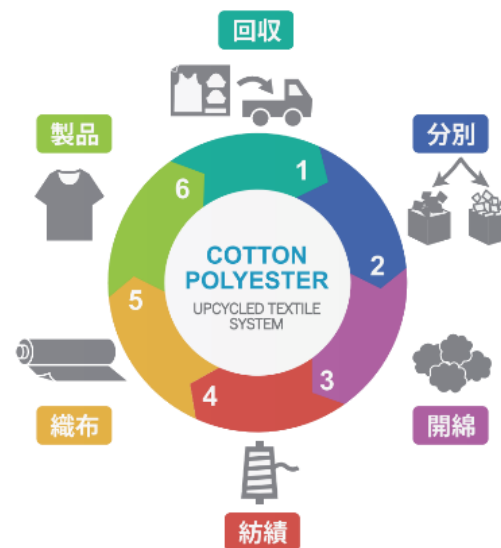 回収
1
分別
2
開綿
3
紡績
4
織布
5
製品
6
COTTON
POLYESTER
UPCYCLED TEXTILE
SYSTEM